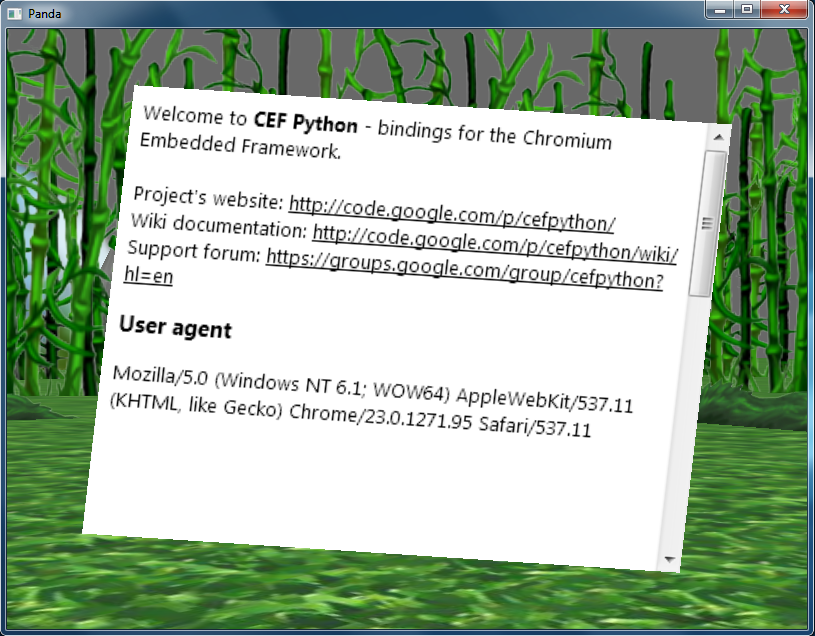 Panda
Welcome to CEF Python - bindings for the Chromium
Embedded Framework.
Project's website: http://code.google.com/p/cefpython/
Wiki documentation: http://code.google.com/p/cefpython/wiki/
Support forum: https://groups.google.com/group/cefpython?
hl=en
User agent
Mozilla/5.0 (Windows NT 6.1; WOW64) AppleWebKit/537.11
(KHTML, like Gecko) Chrome/23.0.1271.95 Safari/537.11